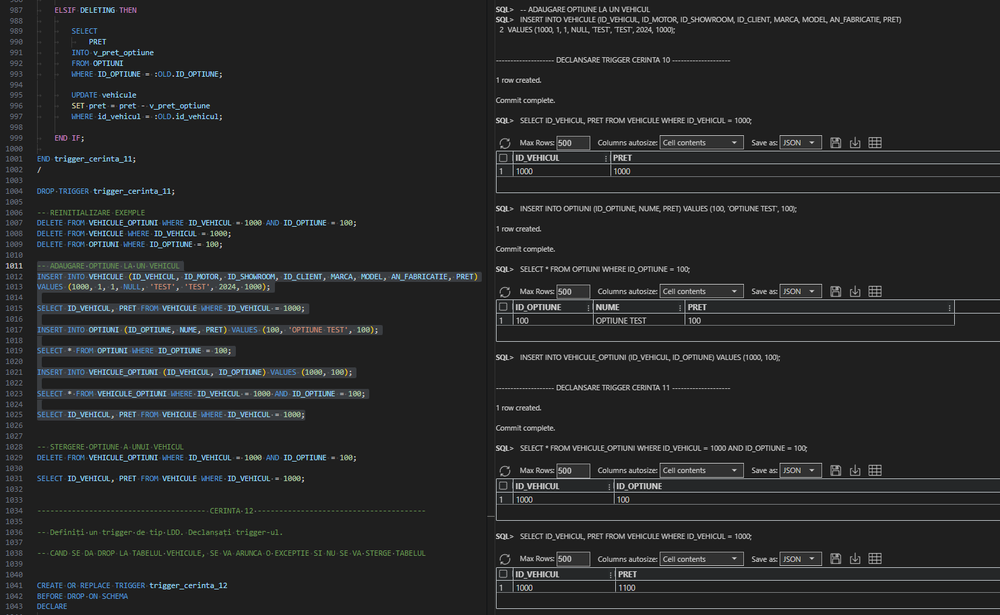 987 ELSIF DELETING THEN
988
989 SELECT
990 PRET
991 INTO v_pret_optiune
992 FROM OPTIUNI
993 WHERE ID_OPTIUNE = :OLD.ID_OPTIUNE;
994
995 UPDATE vehicule
996 SET pret = pret - v_pret_optiune
997 WHERE id_vehicul = :OLD.id_vehicul;
998
999 END IF;
1000
1001 END trigger_cerinta_11;
1002 /
1003
1004 DROP TRIGGER trigger_cerinta_11;
1005
1006 -- REINITIALIZARE EXEMPLE
1007 DELETE FROM VEHICULE_OPTIUNI WHERE ID_VEHICUL = 1000 AND ID_OPTIUNE = 100;
1008 DELETE FROM VEHICULE WHERE ID_VEHICUL = 1000;
1009 DELETE FROM OPTIUNI WHERE ID_OPTIUNE = 100;
1010
1011 -- ADAUGARE OPTIUNE LA UN VEHICUL
1012 INSERT INTO VEHICULE (ID_VEHICUL, ID_MOTOR, ID_SHOWROOM, ID_CLIENT, MARCA, MODEL, AN_FABRICATIE, PRET)
1013 VALUES (1000, 1, 1, NULL, 'TEST', 'TEST', 2024, 1000);
1014
1015 SELECT ID_VEHICUL, PRET FROM VEHICULE WHERE ID_VEHICUL = 1000;
1016
1017 INSERT INTO OPTIUNI (ID_OPTIUNE, NUME, PRET) VALUES (100, 'OPTIUNE TEST', 100);
1018
1019 SELECT * FROM OPTIUNI WHERE ID_OPTIUNE = 100;
1020
1021 INSERT INTO VEHICULE_OPTIUNI (ID_VEHICUL, ID_OPTIUNE) VALUES (1000, 100);
1022
1023 SELECT * FROM VEHICULE_OPTIUNI WHERE ID_VEHICUL = 1000 AND ID_OPTIUNE = 100;
1024
1025 SELECT ID_VEHICUL, PRET FROM VEHICULE WHERE ID_VEHICUL = 1000;
1026
1027
1028 -- STERGERE OPTIUNE A UNUI VEHICUL
1029 DELETE FROM VEHICULE_OPTIUNI WHERE ID_VEHICUL = 1000 AND ID_OPTIUNE = 100;
1030
1031 SELECT ID_VEHICUL, PRET FROM VEHICULE WHERE ID_VEHICUL = 1000;
1032
1033
1034 --------------------------------------- CERINTA 12 ---------------------------------------
1035
1036 -- Definiți un trigger de tip LDD. Declanșați trigger-ul.
1037
1038 -- CAND SE DA DROP LA TABELUL VEHICULE, SE VA ARUNCA O EXCEPTIE SI NU SE VA STERGE TABELUL
1039
1040
1041 CREATE OR REPLACE TRIGGER trigger_cerinta_12
1042 BEFORE DROP ON SCHEMA
1043 DECLARE
SQL> -- ADAUGARE OPTIUNE LA UN VEHICUL
SQL> INSERT INTO VEHICULE (ID_VEHICUL, ID_MOTOR, ID_SHOWROOM, ID_CLIENT, MARCA, MODEL, AN_FABRICATIE, PRET)
2 VALUES (1000, 1, 1, NULL, 'TEST', 'TEST', 2024, 1000);
-------------------- DECLANSARE TRIGGER CERINTA 10 --------------------
1 row created.
Commit complete.
SQL> SELECT ID_VEHICUL, PRET FROM VEHICULE WHERE ID_VEHICUL = 1000;
Max Rows: 500 Columns autosize: Cell contents Save as: JSON
ID_VEHICUL PRET
1 1000 1000
SQL> INSERT INTO OPTIUNI (ID_OPTIUNE, NUME, PRET) VALUES (100, 'OPTIUNE TEST', 100);
1 row created.
Commit complete.
SQL> SELECT * FROM OPTIUNI WHERE ID_OPTIUNE = 100;
Max Rows: 500 Columns autosize: Cell contents Save as: JSON
ID_OPTIUNE NUME PRET
1 100 OPTIUNE TEST 100
SQL> INSERT INTO VEHICULE_OPTIUNI (ID_VEHICUL, ID_OPTIUNE) VALUES (1000, 100);
-------------------- DECLANSARE TRIGGER CERINTA 11 --------------------
1 row created.
Commit complete.
SQL> SELECT * FROM VEHICULE_OPTIUNI WHERE ID_VEHICUL = 1000 AND ID_OPTIUNE = 100;
Max Rows: 500 Columns autosize: Cell contents Save as: JSON
ID_VEHICUL ID_OPTIUNE
1 1000 100
SQL> SELECT ID_VEHICUL, PRET FROM VEHICULE WHERE ID_VEHICUL = 1000;
Max Rows: 500 Columns autosize: Cell contents Save as: JSON
ID_VEHICUL PRET
1 1000 1100